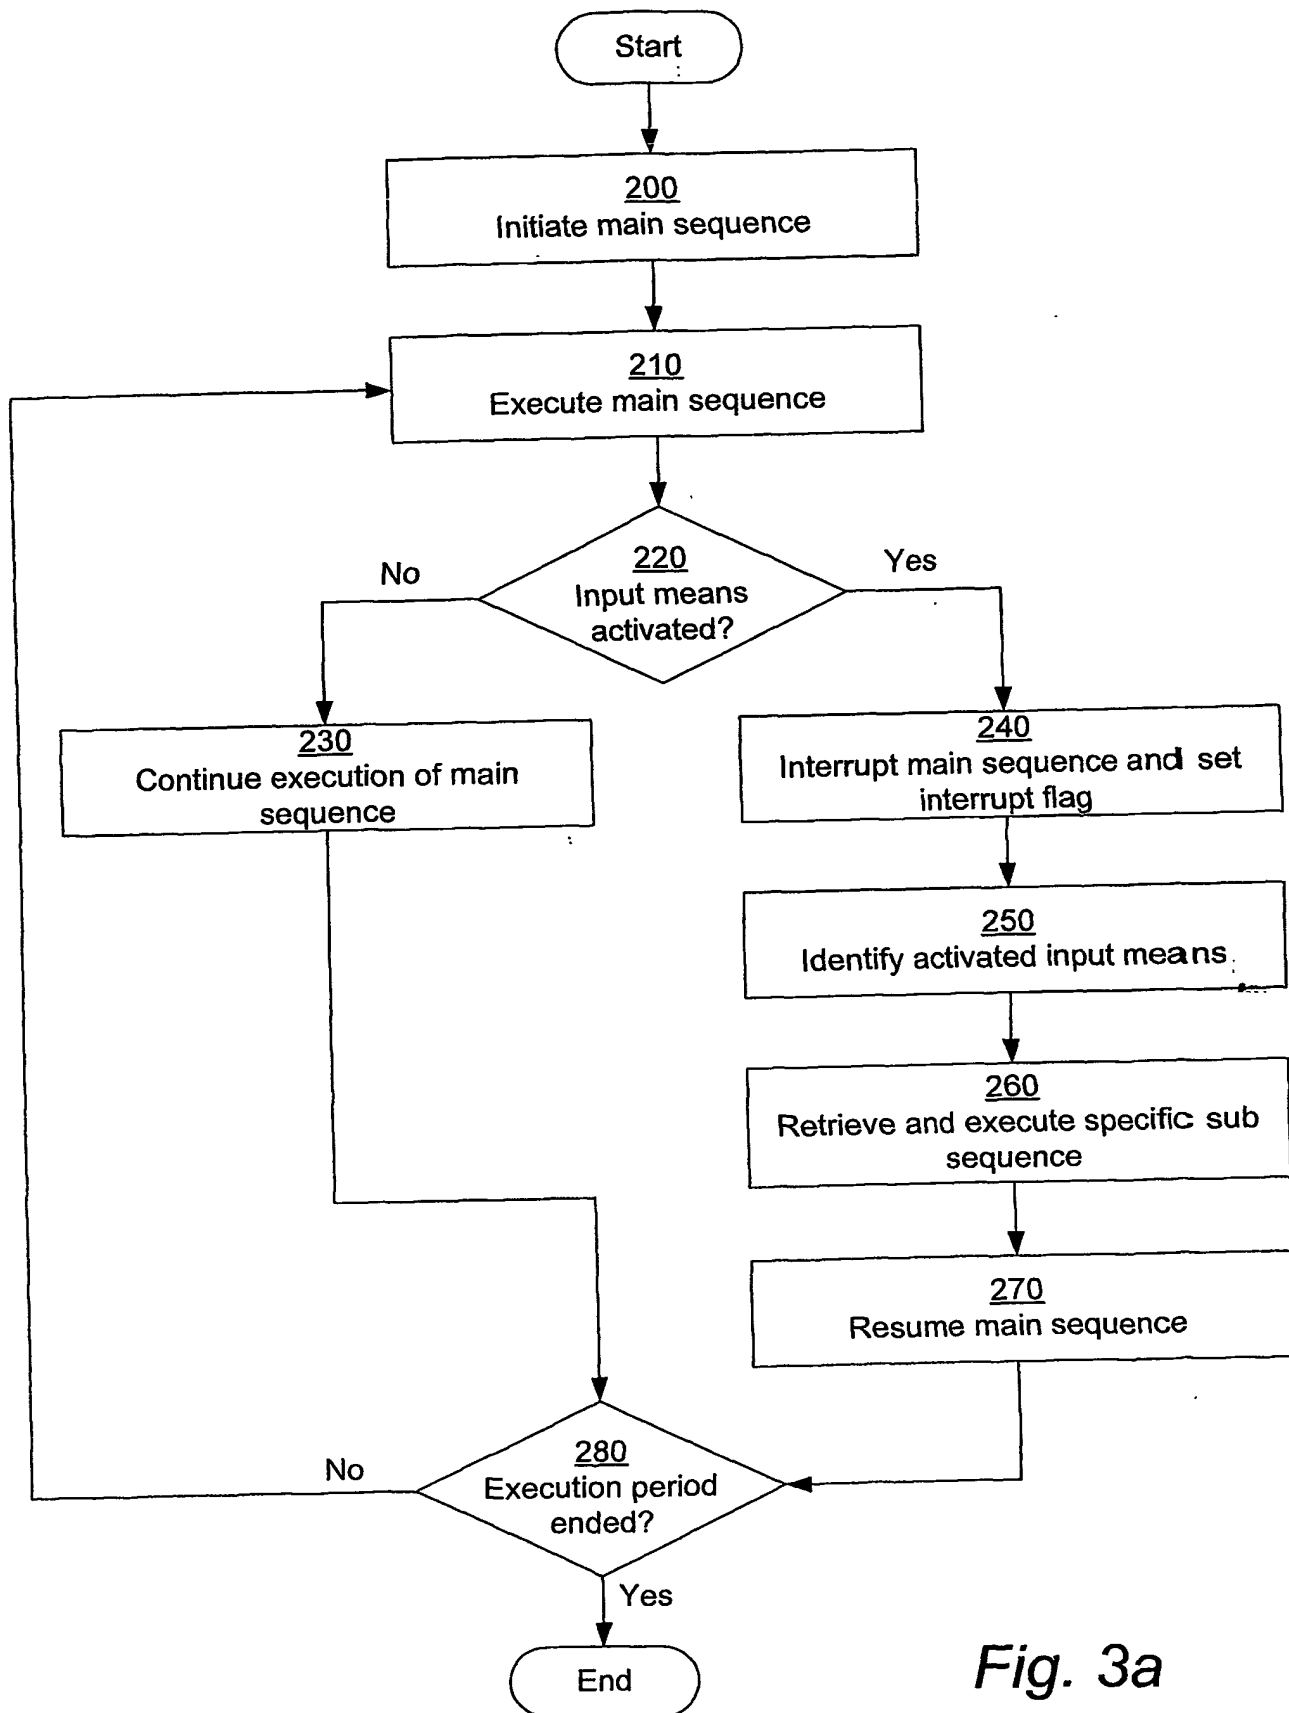 Start
200
Initiate main sequence
210
Execute main sequence
220
Input means
activated?
No
Yes
230
Continue execution of main
sequence
240
Interrupt main sequence and set
interrupt flag
250
Identify activated input means
260
Retrieve and execute specific sub
sequence
270
Resume main sequence
280
Execution period
ended?
No
Yes
End
Fig. 3a